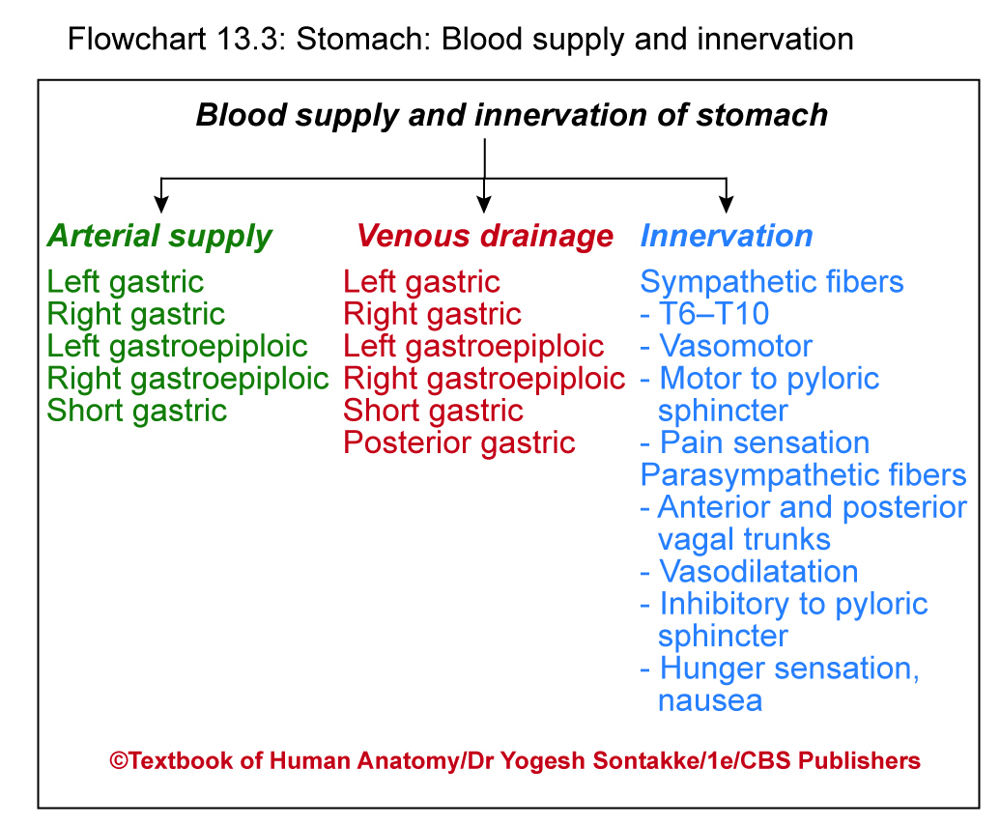 Flowchart 13.3: Stomach: Blood supply and innervation
Blood supply and innervation of stomach
Arterial supply
Left gastric
Right gastric
Left gastroepiploic
Right gastroepiploic
Short gastric
Venous drainage
Left gastric
Right gastric
Left gastroepiploic
Right gastroepiploic
Short gastric
Posterior gastric
Innervation
Sympathetic fibers
- T6–T10
- Vasomotor
- Motor to pyloric
sphincter
- Pain sensation
Parasympathetic fibers
- Anterior and posterior
vagal trunks
- Vasodilatation
- Inhibitory to pyloric
sphincter
- Hunger sensation,
nausea
©Textbook of Human Anatomy/Dr Yogesh Sontakke/1e/CBS Publishers